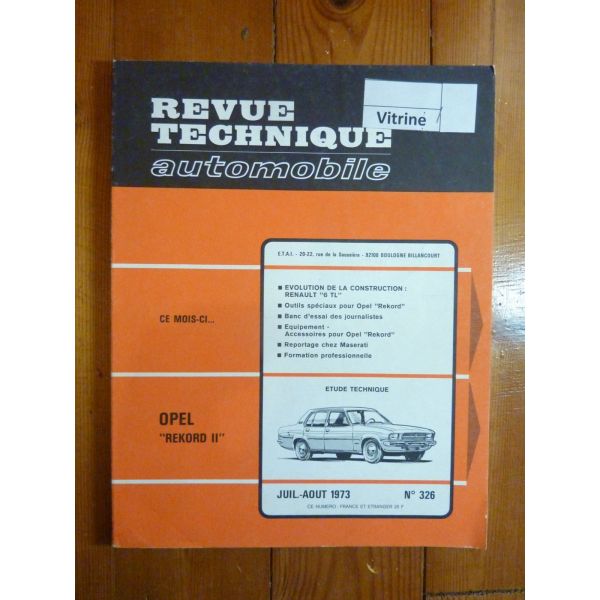 REVUE
TECHNIQUE
automobile
Vitrine
E.T.A.I. - 20-22, rue de la Saussière - 92100 BOULOGNE BILLANCOURT
CE MOIS-CI...
■ EVOLUTION DE LA CONSTRUCTION :
RENAULT "6 TL"
■ Outils spéciaux pour Opel "Rekord"
■ Banc d'essai des journalistes
■ Equipement -
Accessoires pour Opel "Rekord"
■ Reportage chez Maserati
■ Formation professionnelle
OPEL
"REKORD II"
ETUDE TECHNIQUE
JUIL.-AOUT 1973 N° 326
CE NUMERO : FRANCE ET ETRANGER 25 F